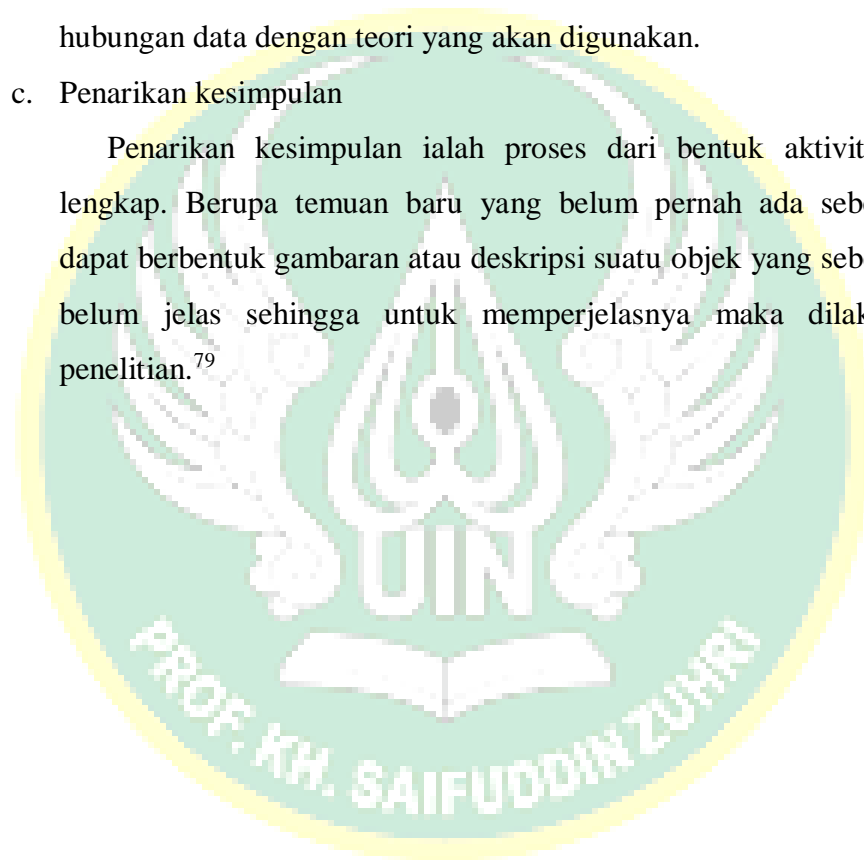 hubungan data dengan teori yang akan digunakan.
c. Penarikan kesimpulan
Penarikan kesimpulan ialah proses dari bentuk aktivit
lengkap. Berupa temuan baru yang belum pernah ada seb
dapat berbentuk gambaran atau deskripsi suatu objek yang seb
belum jelas sehingga untuk memperjelasnya maka dilak
penelitian.79
UIN
PROF. KH. SAIFUDDIN ZUHRI